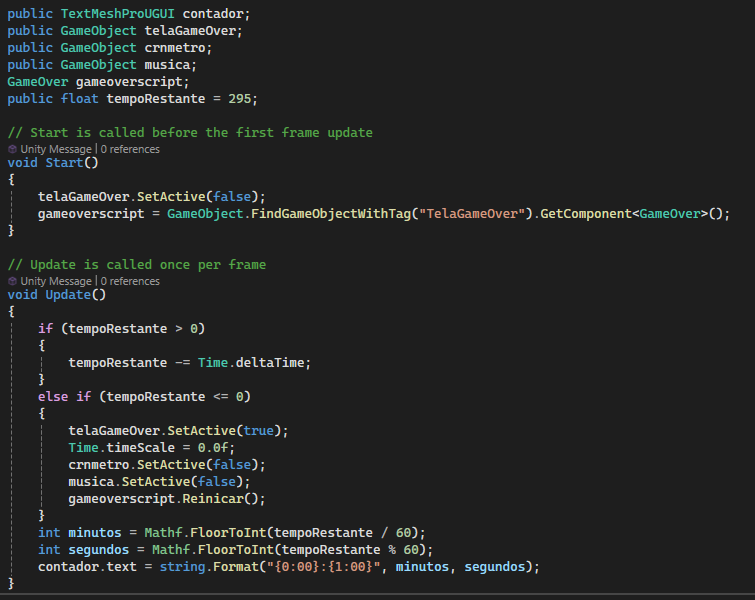 public TextMeshProUGUI contador;
public GameObject telaGameOver;
public GameObject crnmetro;
public GameObject musica;
GameOver gameoverscript;
public float tempoRestante = 295;
// Start is called before the first frame update
Unity Message | 0 references
void Start()
{
telaGameOver.SetActive(false);
gameoverscript = GameObject.FindGameObjectWithTag("TelaGameOver").GetComponent<GameOver>();
}
// Update is called once per frame
Unity Message | 0 references
void Update()
{
if (tempoRestante > 0)
{
tempoRestante -= Time.deltaTime;
}
else if (tempoRestante <= 0)
{
telaGameOver.SetActive(true);
Time.timeScale = 0.0f;
crnmetro.SetActive(false);
musica.SetActive(false);
gameoverscript.Reinicar();
}
int minutos = Mathf.FloorToInt(tempoRestante / 60);
int segundos = Mathf.FloorToInt(tempoRestante % 60);
contador.text = string.Format("{0:00}:{1:00}", minutos, segundos);
}